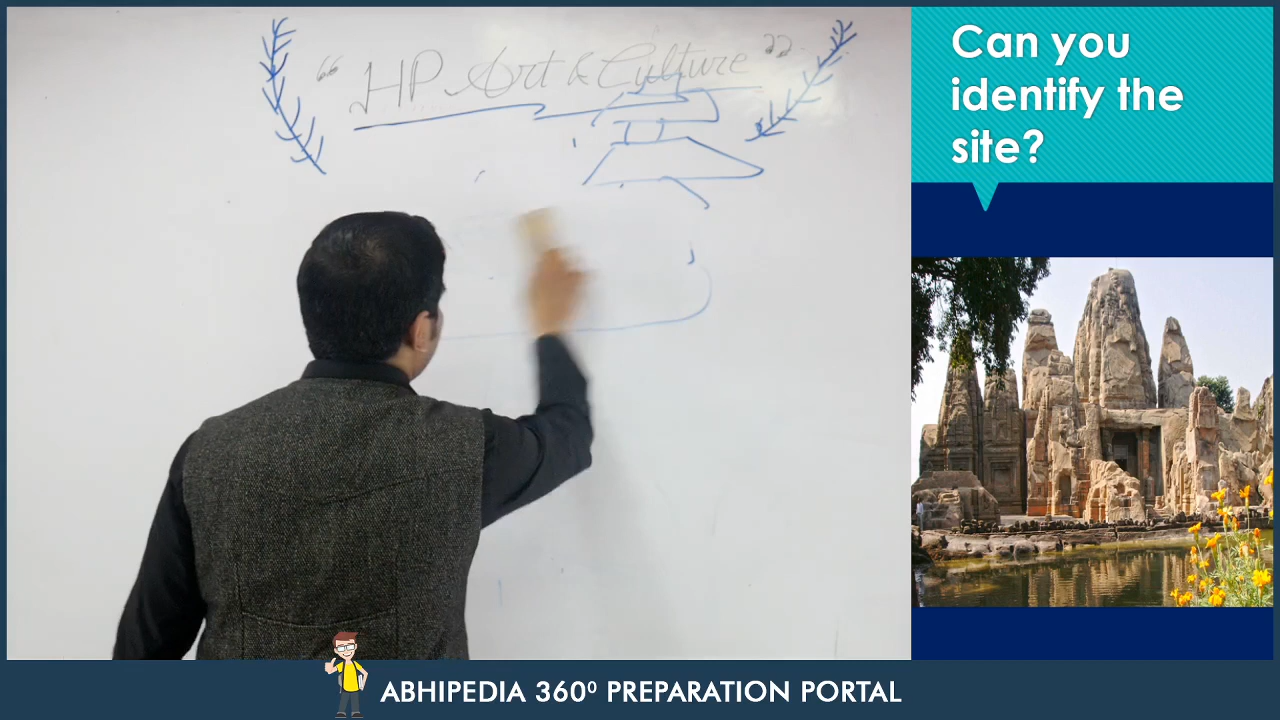 “HP Art & Culture”
Can you
identify the
site?
ABHIPEDIA 360⁰ PREPARATION PORTAL